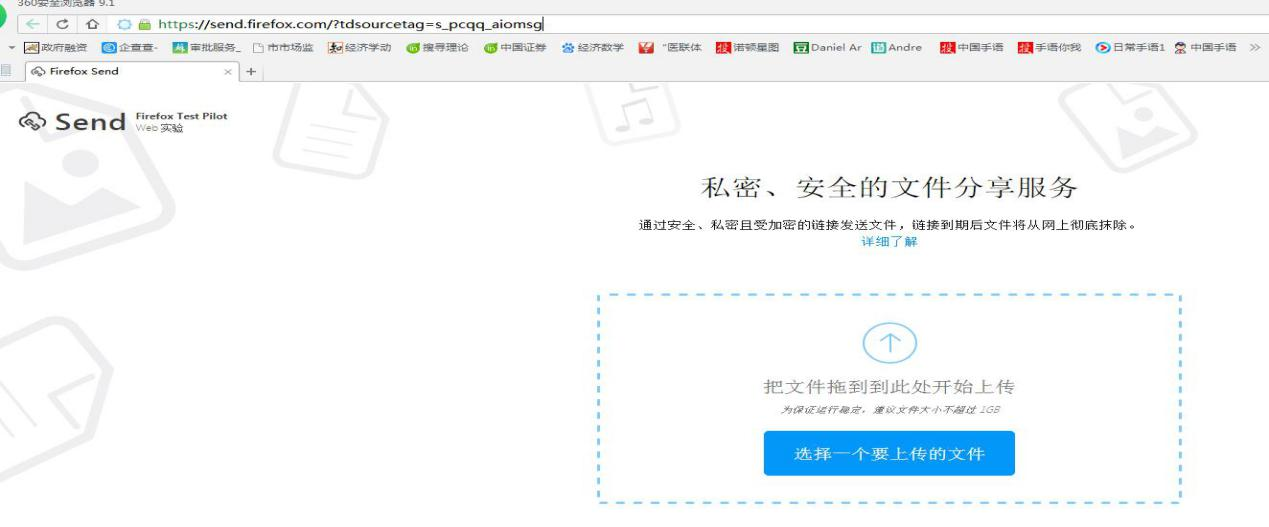 360安全浏览器 9.1
https://send.firefox.com/?tdsourcetag=s_pcqq_aiomsg
政府融资 企查查- 审批服务_ 市市场监 经济学动 搜寻理论 中国证券 经济数学 "医联体 诺顿星图 Daniel Ar Andre 中国手语 手语你我 日常手语1 中国手语 »
Firefox Send × +
Send Firefox Test Pilot
Web 实验
私密、安全的文件分享服务
通过安全、私密且受加密的链接发送文件，链接到期后文件将从网上彻底抹除。
详细了解
把文件拖到到此处开始上传
为保证运行稳定，建议文件大小不超过 1GB
选择一个要上传的文件